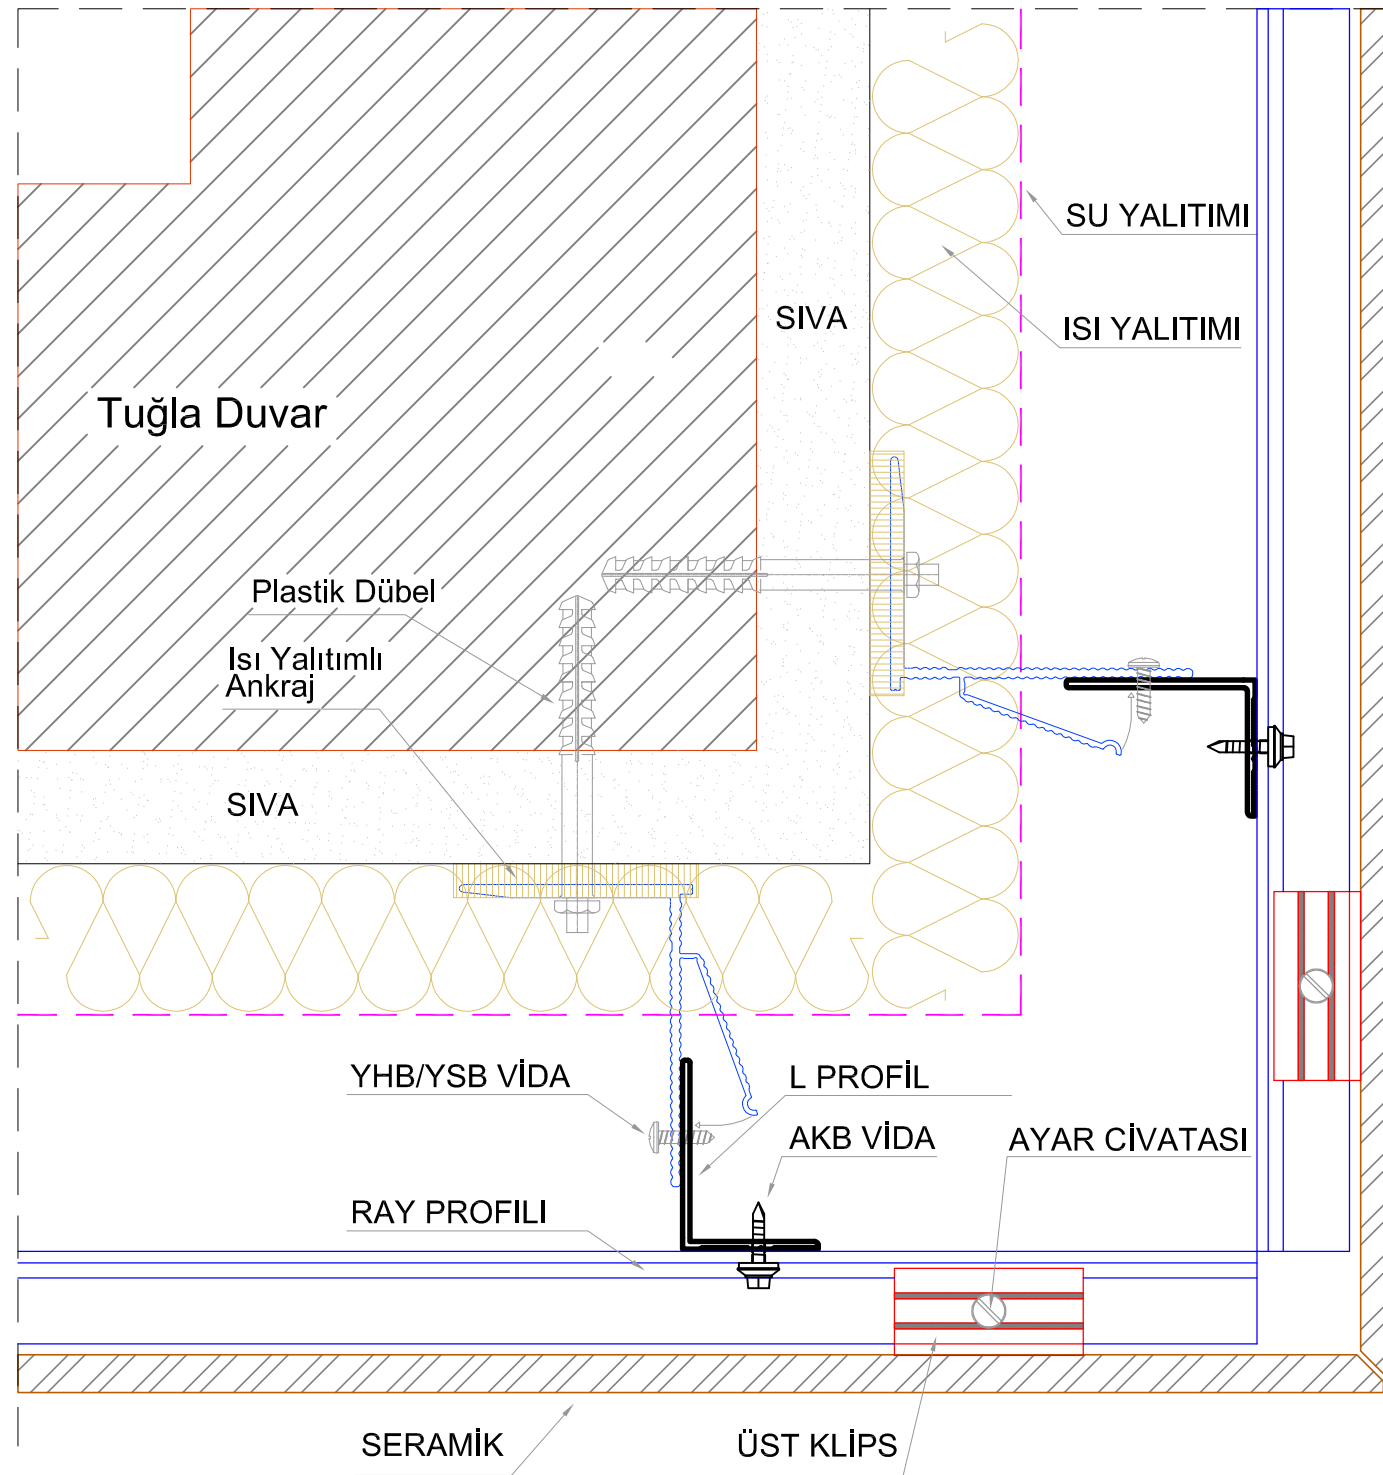 SU YALITIMI
SIVA
ISI YALITIMI
Tuğla Duvar
Plastik Dübel
Isı Yalıtımlı
Ankraj
SIVA
YHB/YSB VİDA
L PROFİL
AKB VİDA
AYAR CİVATASI
RAY PROFILI
SERAMİK
ÜST KLİPS